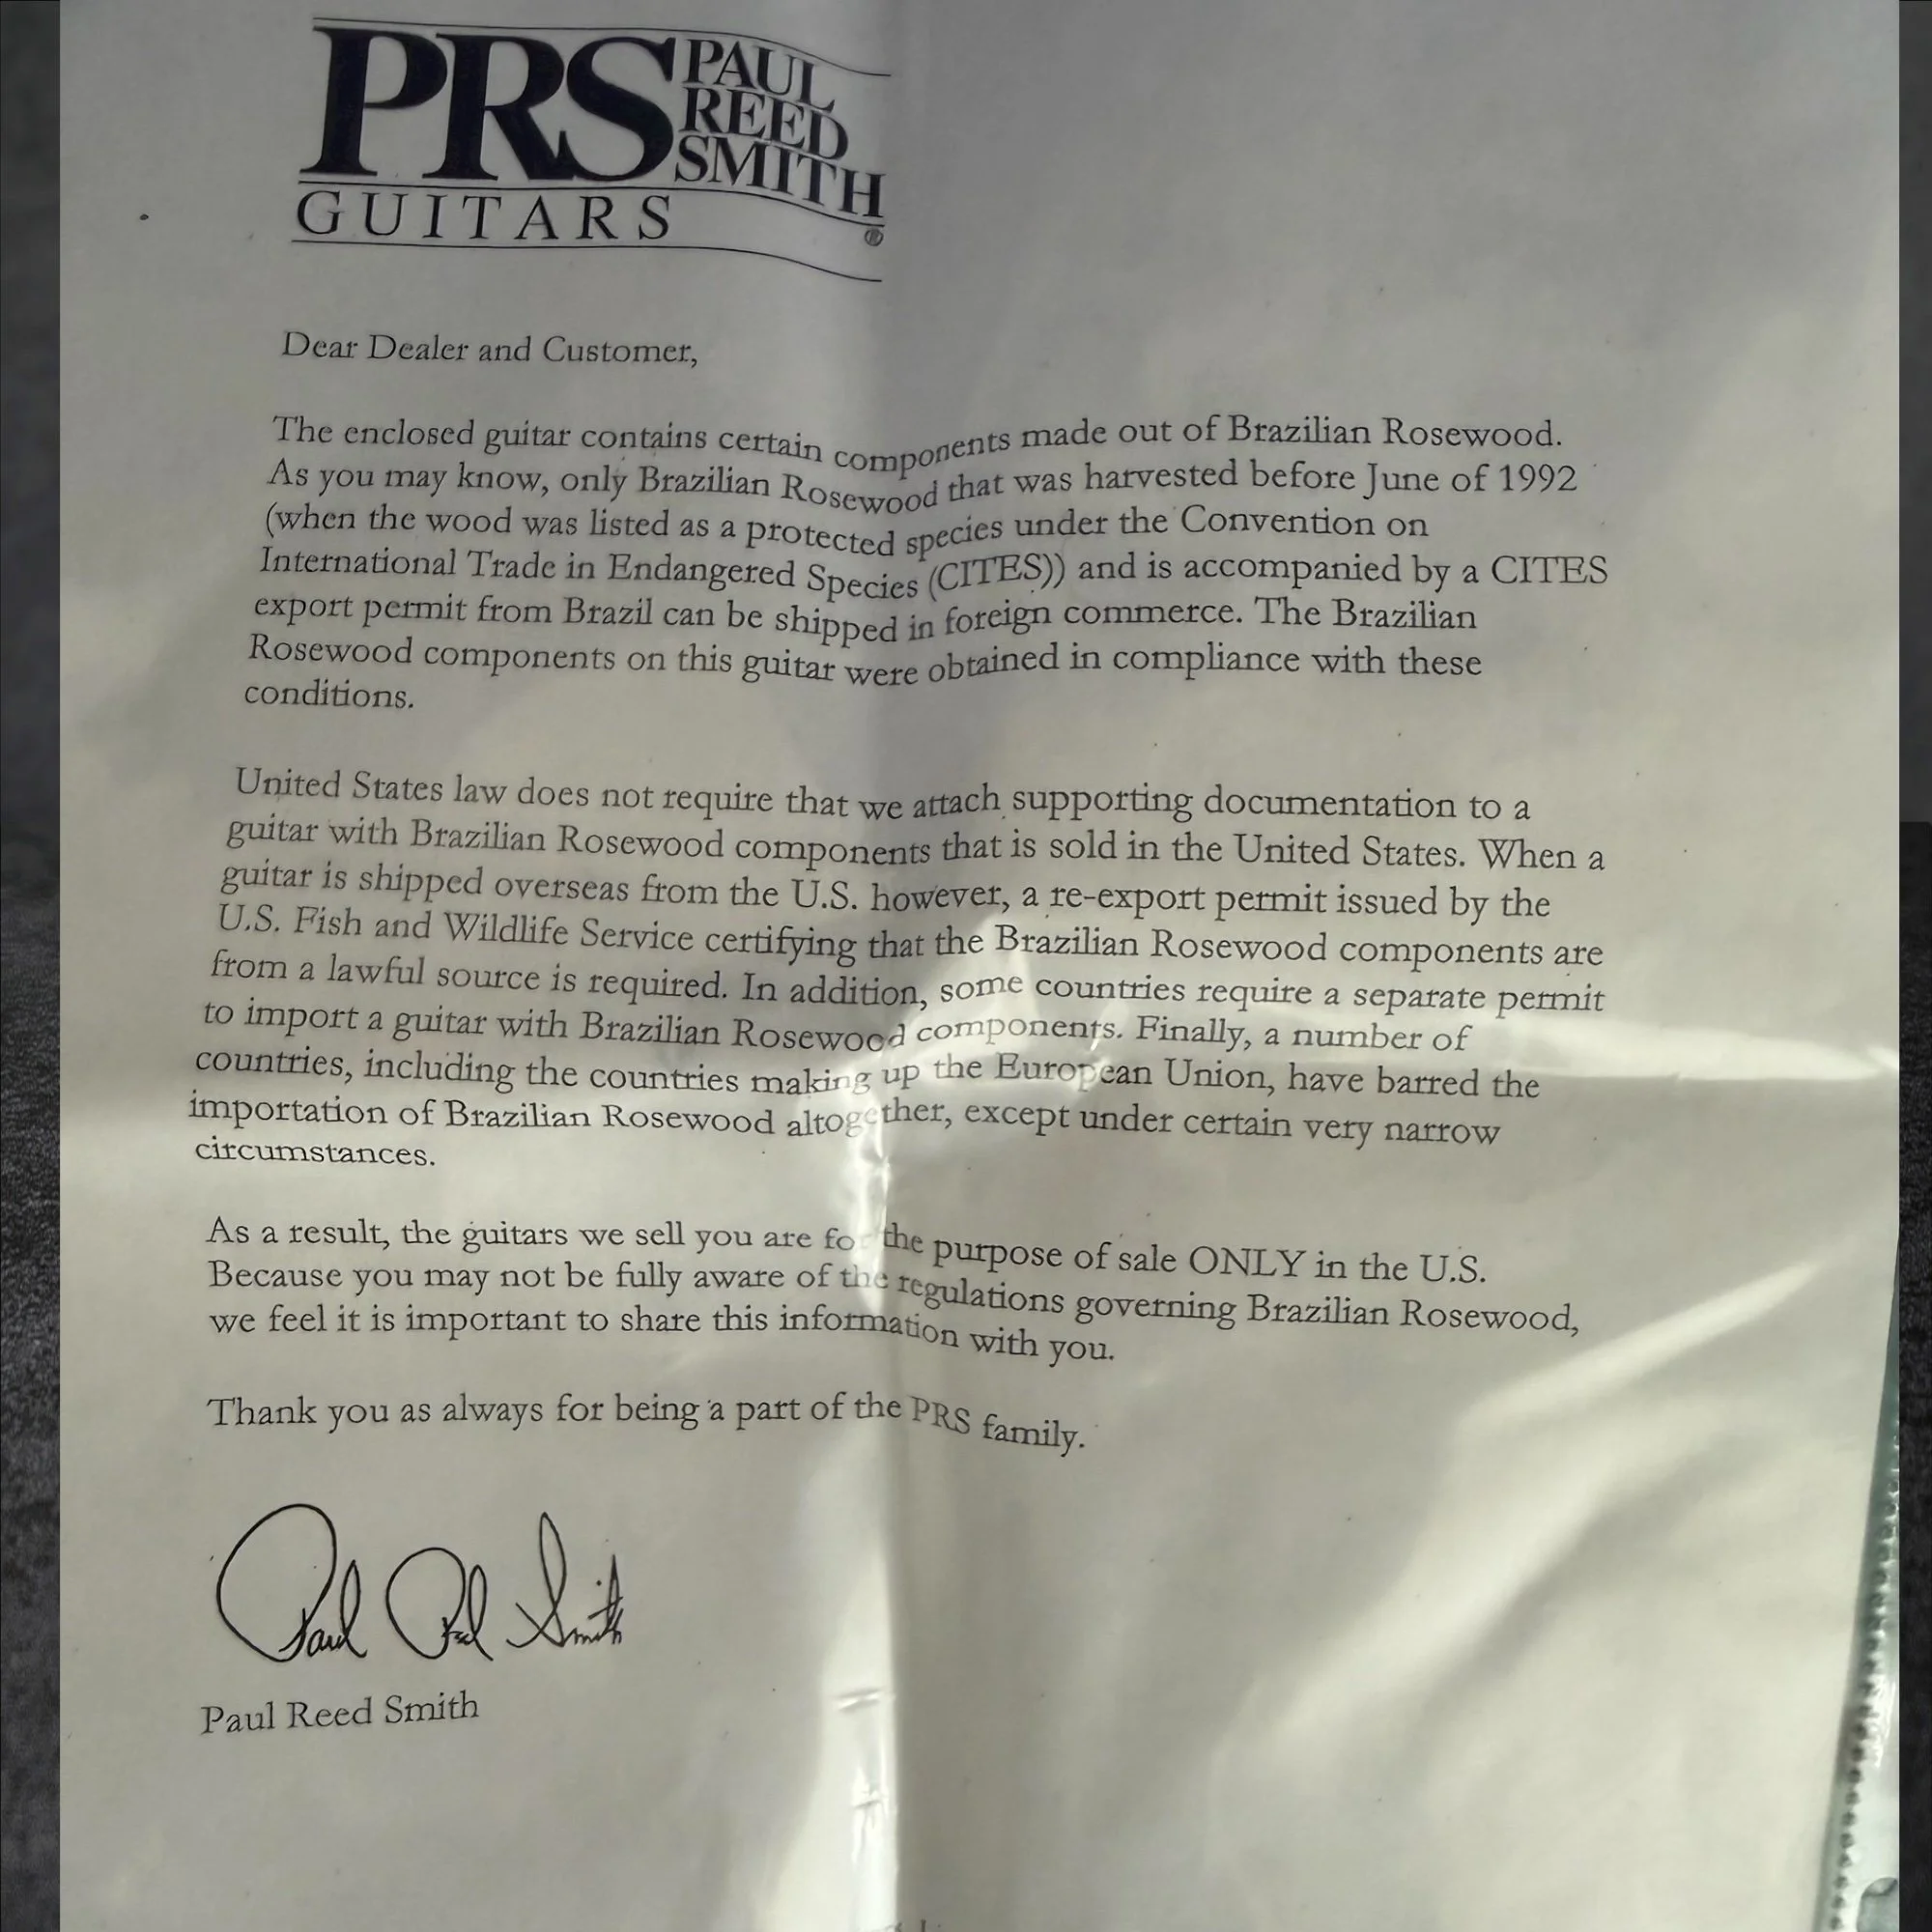 PRS PAUL
REED
SMITH
GUITARS ®
Dear Dealer and Customer,
The enclosed guitar contains certain components made out of Brazilian Rosewood.
As you may know, only Brazilian Rosewood that was harvested before June of 1992
(when the wood was listed as a protected species under the Convention on
International Trade in Endangered Species (CITES)) and is accompanied by a CITES
export permit from Brazil can be shipped in foreign commerce. The Brazilian
Rosewood components on this guitar were obtained in compliance with these
conditions.
United States law does not require that we attach supporting documentation to a
guitar with Brazilian Rosewood components that is sold in the United States. When a
guitar is shipped overseas from the U.S. however, a re-export permit issued by the
U.S. Fish and Wildlife Service certifying that the Brazilian Rosewood components are
from a lawful source is required. In addition, some countries require a separate permit
to import a guitar with Brazilian Rosewood components. Finally, a number of
countries, including the countries making up the European Union, have barred the
importation of Brazilian Rosewood altogether, except under certain very narrow
circumstances.
As a result, the guitars we sell you are for the purpose of sale ONLY in the U.S.
Because you may not be fully aware of the regulations governing Brazilian Rosewood,
we feel it is important to share this information with you.
Thank you as always for being a part of the PRS family.
Paul Reed Smith
Paul Reed Smith